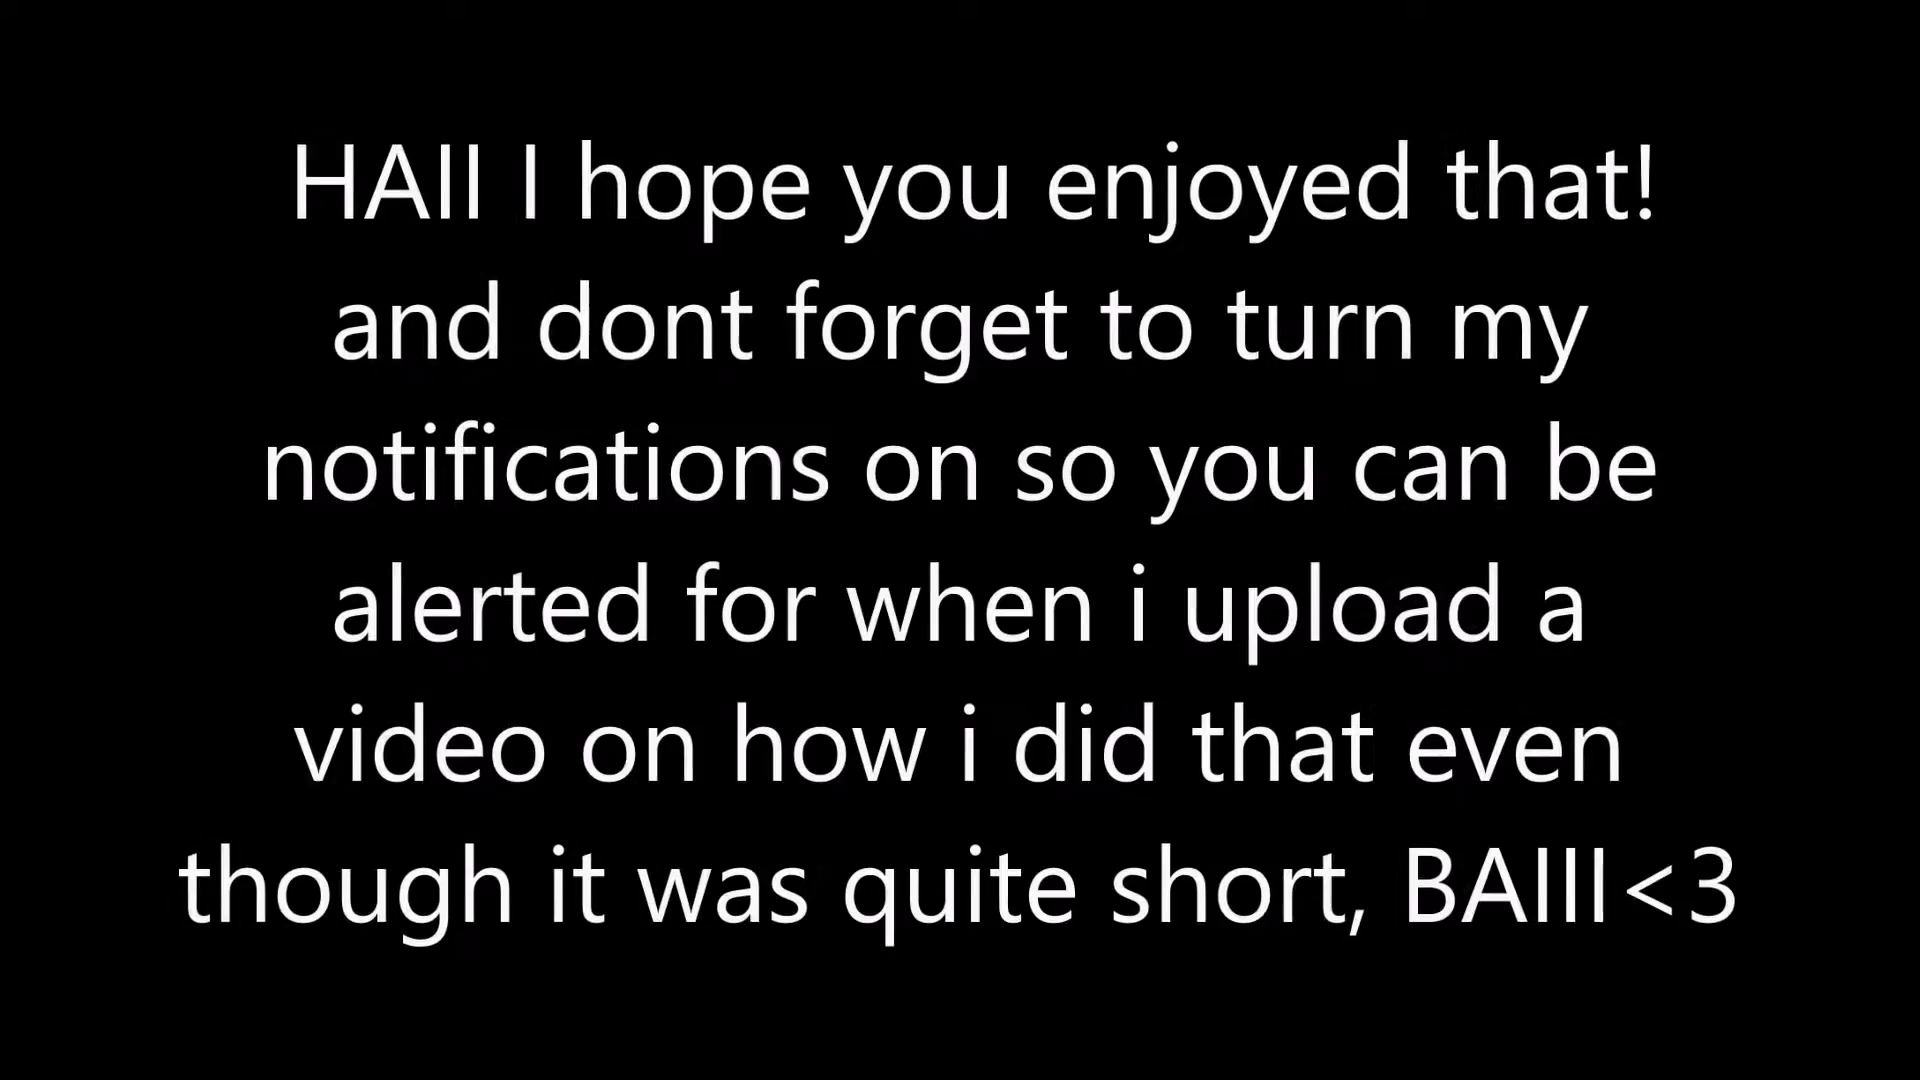 HAII I hope you enjoyed that!
and dont forget to turn my
notifications on so you can be
alerted for when i upload a
video on how i did that even
though it was quite short, BAIII<3